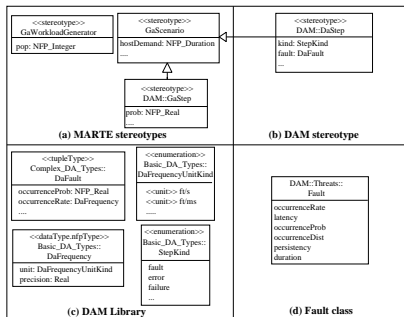 <<stereotype>>
GaWorkloadGenerator
pop: NFP_Integer
<<stereotype>>
GaScenario
hostDemand: NFP_Duration
....
<<stereotype>>
DAM::GaStep
prob: NFP_Real
....
(a) MARTE stereotypes
<<stereotype>>
DAM::DaStep
kind: StepKind
fault: DaFault
...
(b) DAM stereotype
<<tupleType>>
Complex_DA_Types::
DaFault
occurrenceProb: NFP_Real
occurrenceRate: DaFrequency
....
<<enumeration>>
Basic_DA_Types::
DaFrequencyUnitKind
<<unit>> ft/s
<<unit>> ft/ms
.....
<<dataType.nfpType>>
Basic_DA_Types::
DaFrequency
unit: DaFrequencyUnitKind
precision: Real
<<enumeration>>
Basic_DA_Types::
StepKind
fault
error
failure
...
(c) DAM Library
DAM::Threats::
Fault
occurrenceRate
latency
occurrenceProb
occurrenceDist
persistency
duration
(d) Fault class